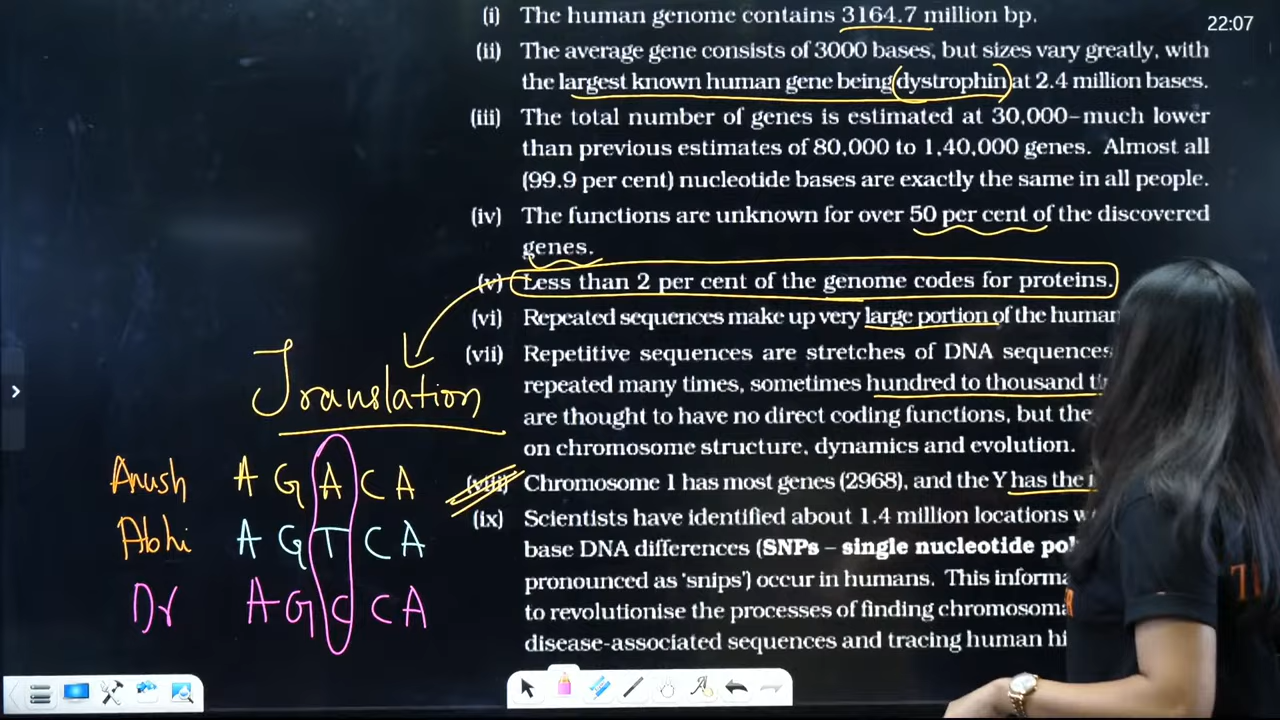 22:07
(i) The human genome contains 3164.7 million bp.
(ii) The average gene consists of 3000 bases, but sizes vary greatly, with
the largest known human gene being dystrophin at 2.4 million bases.
(iii) The total number of genes is estimated at 30,000–much lower
than previous estimates of 80,000 to 1,40,000 genes. Almost all
(99.9 per cent) nucleotide bases are exactly the same in all people.
(iv) The functions are unknown for over 50 per cent of the discovered
genes.
(v) Less than 2 per cent of the genome codes for proteins.
(vi) Repeated sequences make up very large portion of the human
(vii) Repetitive sequences are stretches of DNA sequences
repeated many times, sometimes hundred to thousand
are thought to have no direct coding functions, but
on chromosome structure, dynamics and evolution.
(viii) Chromosome 1 has most genes (2968), and the Y has the
(ix) Scientists have identified about 1.4 million locations
base DNA differences (SNPs – single nucleotide
pronounced as 'snips') occur in humans. This
to revolutionise the processes of finding
disease-associated sequences and tracing human
Translation
Anush A G A C A
Abhi A G T C A
Dr A G C C A